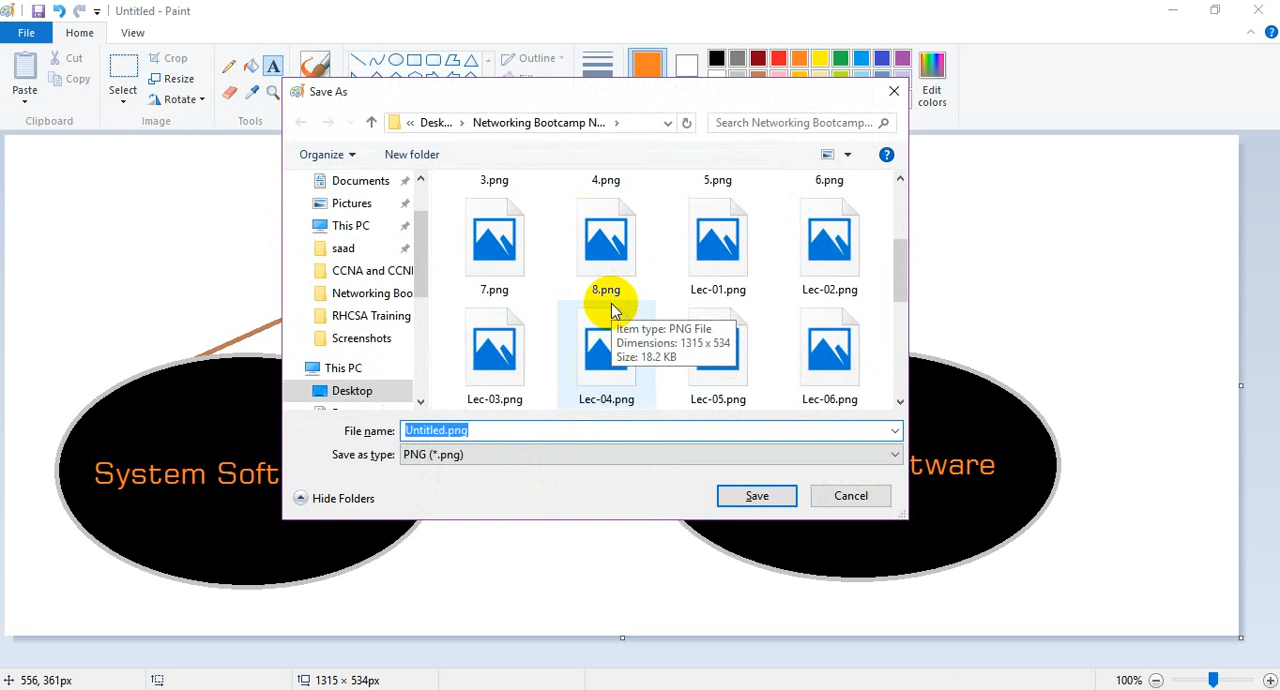 Untitled - Paint
File Home View
Paste
Cut
Copy
Clipboard
Select
Crop
Resize
Rotate
Image
Tools
Outline
Edit
colors
Save As
« Desk... › Networking Bootcamp N... ›
Search Networking Bootcamp...
Organize
New folder
Documents
Pictures
This PC
saad
CCNA and CCN
Networking Boo
RHCSA Training
Screenshots
This PC
Desktop
3.png 4.png 5.png 6.png
7.png 8.png Lec-01.png Lec-02.png
Item type: PNG File
Dimensions: 1315 x 534
Size: 18.2 KB
Lec-03.png Lec-04.png Lec-05.png Lec-06.png
File name: Untitled.png
Save as type: PNG (*.png)
Hide Folders
Save Cancel
System Soft
tware
556, 361px
1315 × 534px
100%